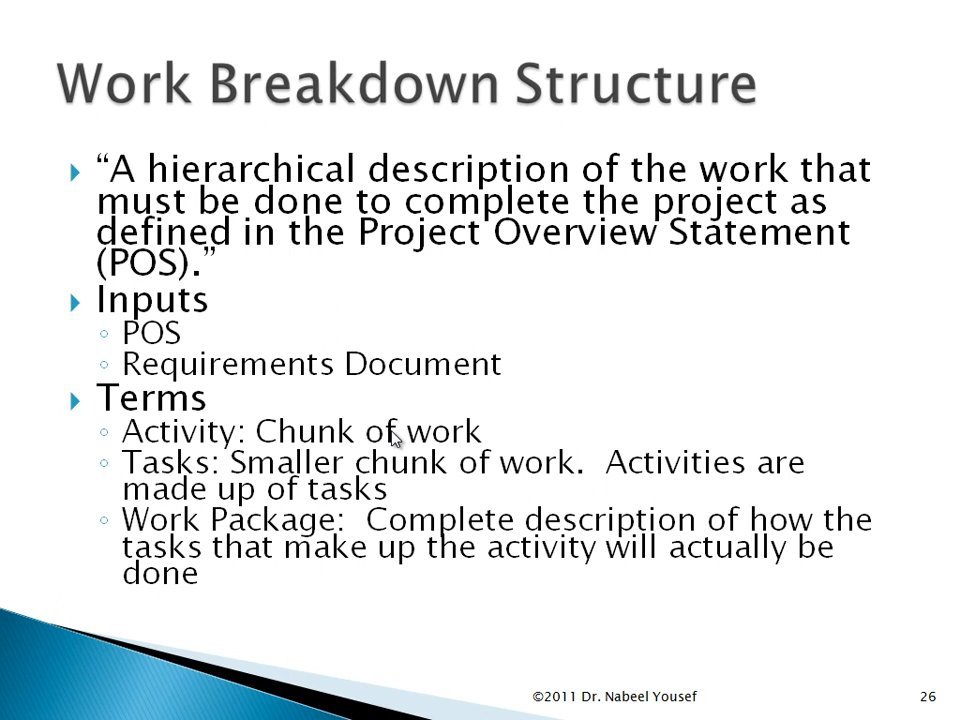 Work Breakdown Structure
“A hierarchical description of the work that
must be done to complete the project as
defined in the Project Overview Statement
(POS).”
Inputs
POS
Requirements Document
Terms
Activity: Chunk of work
Tasks: Smaller chunk of work.  Activities are
made up of tasks
Work Package:  Complete description of how the
tasks that make up the activity will actually be
done
©2011 Dr. Nabeel Yousef
26